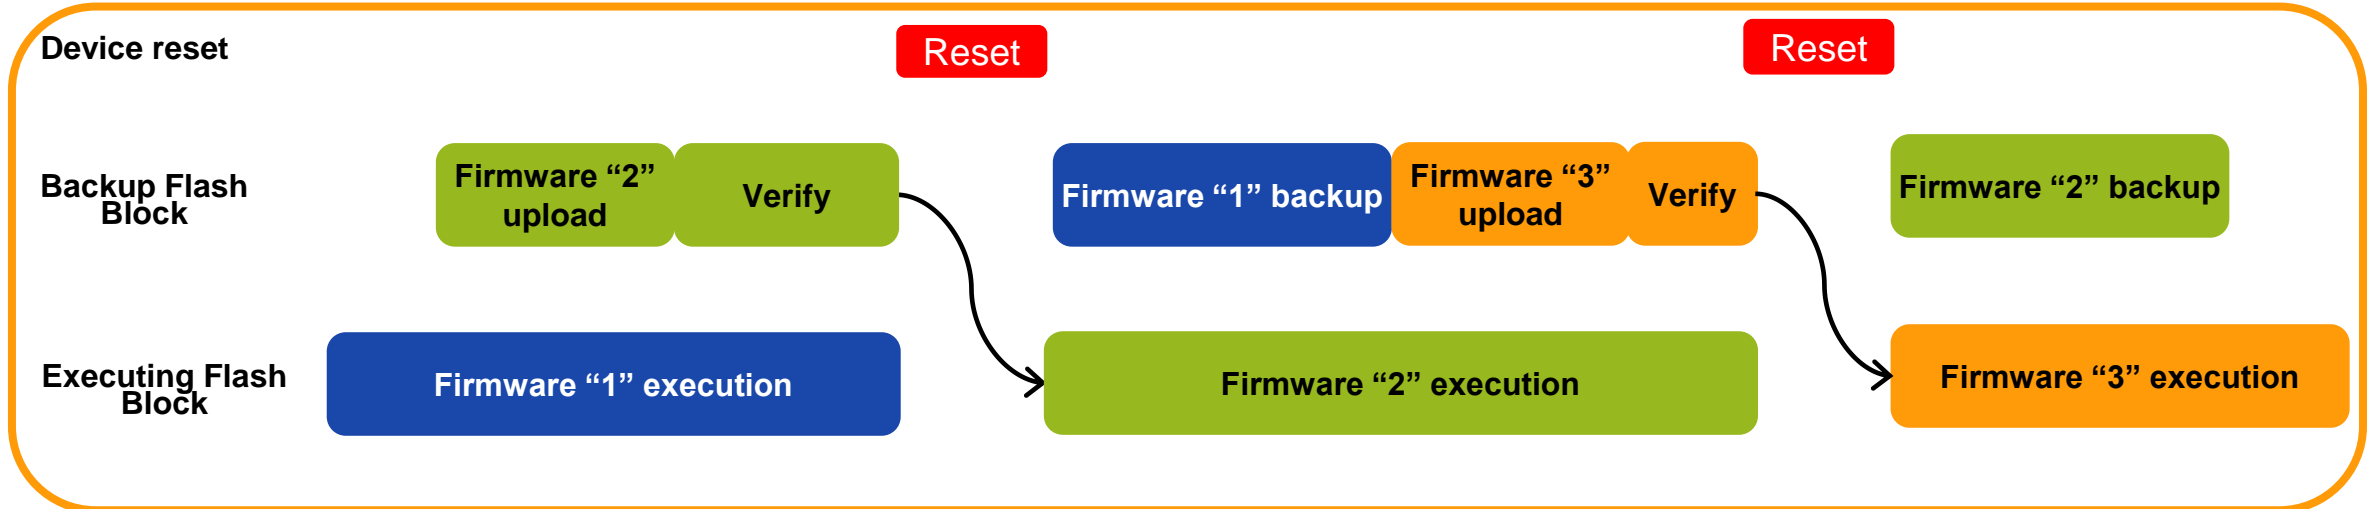 Device reset
Reset
Reset
Backup Flash
Block
Firmware “2”
upload
Verify
Firmware “1” backup
Firmware “3”
upload
Verify
Firmware “2” backup
Executing Flash
Block
Firmware “1” execution
Firmware “2” execution
Firmware “3” execution